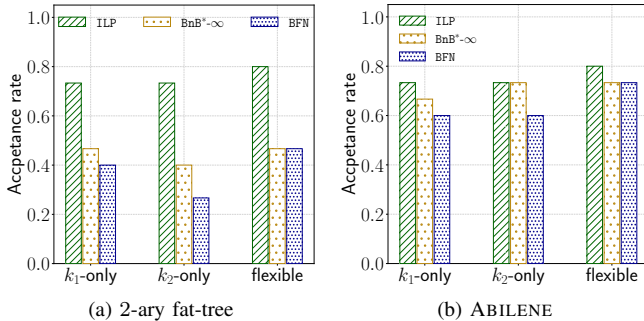 ILP BnB*-∞ BFN
Accpetance rate
1.0
0.8
0.6
0.4
0.2
0.0
k₁-only k₂-only flexible
(a) 2-ary fat-tree
ILP
BnB*-∞
BFN
Accpetance rate
1.0
0.8
0.6
0.4
0.2
0.0
k₁-only k₂-only flexible
(b) ABILENE